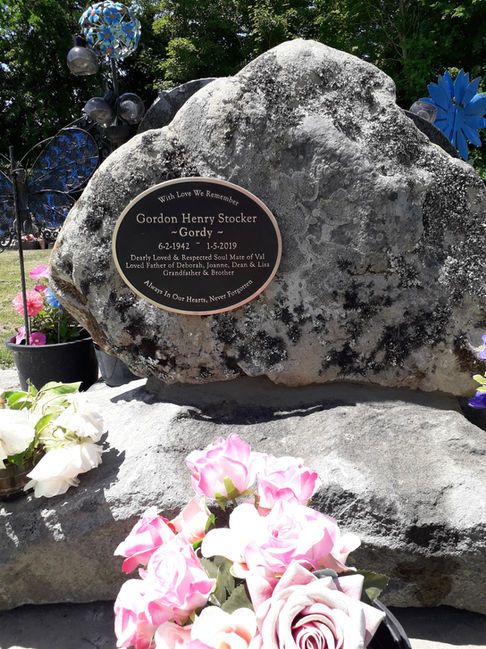 With Love We Remember
Gordon Henry Stocker
~Gordy~
6-2-1942 ~ 1-5-2019
Dearly Loved & Respected Soul Mate of Val
Loved Father of Deborah, Joanne, Dean & Lisa
Grandfather & Brother
Always in Our Hearts, Never Forgotten